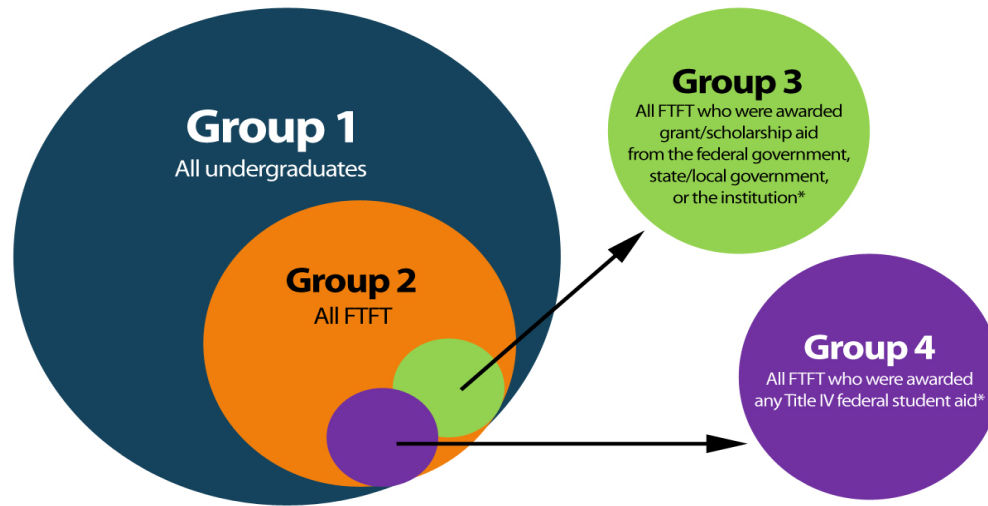 Group 1
All undergraduates
Group 2
All FTFT
Group 3
All FTFT who were awarded
grant/scholarship aid
from the federal government,
state/local government,
or the institution*
Group 4
All FTFT who were awarded
any Title IV federal student aid*